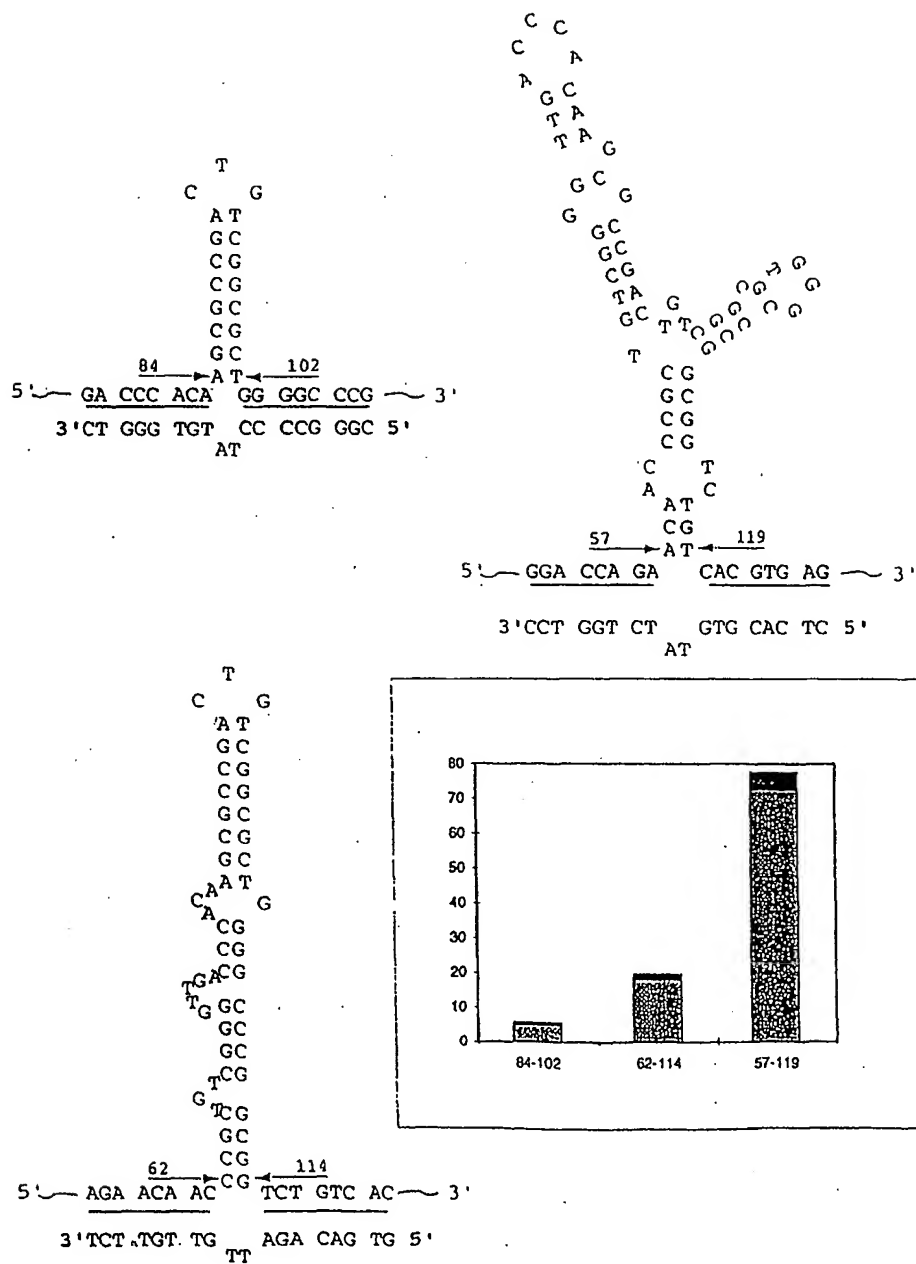 T
C G
A T
G C
C G
C G
G C
C G
G C
84 A T 102
5' GA CCC ACA GG GGC CCG 3'
3'CT GGG TGT CC CCG GGC 5'
AT
C C
C A
A C
G A
T A
T A G
G C G
G C
G C
G G
C A
T C G
G T T T
T
C G
G C
C G
C G
C T
A C
A T
C G
57 A T 119
5' GGA CCA GA CAC GTG AG 3'
3'CCT GGT CT GTG CAC TC 5'
AT
T
C G
A T
G C
C G
C G
G C
C G
G C
A A T
C A G
C G
C G
T G A C G
T G G C
C G
G C
T C G
G T C G
G C
C G
62 C G 114
5' AGA ACA AC TCT GTC AC 3'
3'TCT TGT TG AGA CAG TG 5'
TT
80
70
60
50
40
30
20
10
0
84-102 62-114 57-119